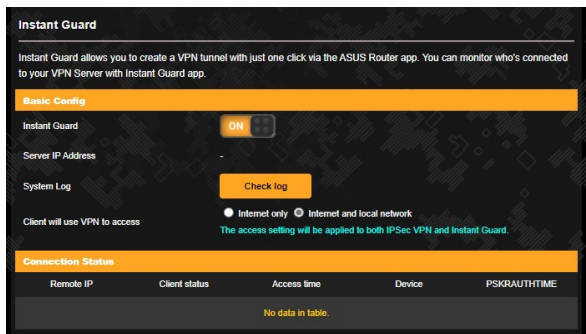 Instant Guard
Instant Guard allows you to create a VPN tunnel with just one click via the ASUS Router app. You can monitor who's connected
to your VPN Server with Instant Guard app.
Basic Config
Instant Guard ON
Server IP Address -
System Log Check log
Client will use VPN to access Internet only Internet and local network
The access setting will be applied to both IPSec VPN and Instant Guard.
Connection Status
Remote IP Client status Access time Device PSKRAUTHTIME
No data in table.